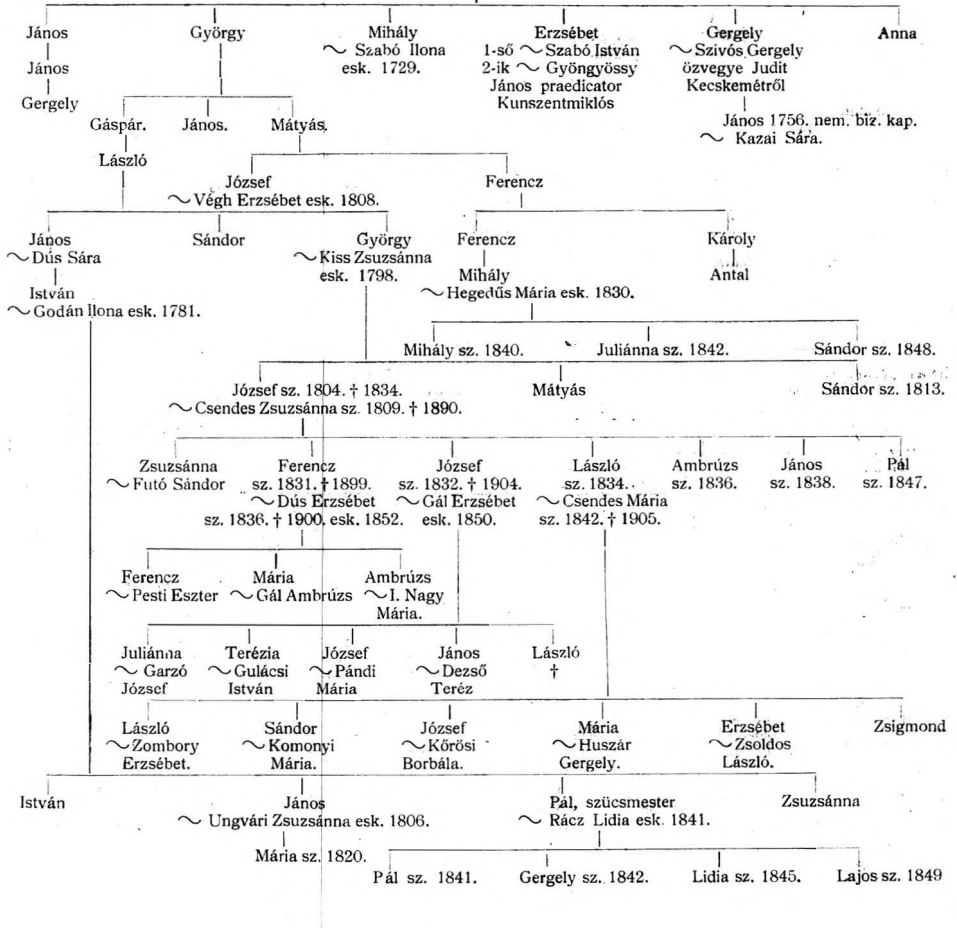 János György Mihály Erzsébet Gergely Anna
~ Szabó Ilona 1-ső ~ Szabó István ~ Szivós Gergely
János esk. 1729. 2-ik ~ Gyöngyössy özvegye Judit
János praedicator Kecskemétről
Gergely Kunszentmiklós
Gáspár. János. Mátyás. János 1756. nem. biz. kap.
~ Kazai Sára.
László
József Ferencz
~ Végh Erzsébet esk. 1808.
János Sándor György Ferencz Károly
~ Dús Sára ~ Kiss Zsuzsánna
esk. 1798. Mihály Antal
István ~ Hegedűs Mária esk. 1830.
~ Godán Ilona esk. 1781.
Mihály sz. 1840. Juliánna sz. 1842. Sándor sz. 1848.
József sz. 1804. † 1834. Mátyás Sándor sz. 1813.
~ Csendes Zsuzsánna sz. 1809. † 1890.
Zsuzsánna Ferencz József László Ambrúzs János Pál
~ Futó Sándor sz. 1831. † 1899. sz. 1832. † 1904. sz. 1834. sz. 1836. sz. 1838. sz. 1847.
~ Dús Erzsébet ~ Gál Erzsébet ~ Csendes Mária
sz. 1836. † 1900. esk. 1852. esk. 1850. sz. 1842. † 1905.
Ferencz Mária Ambrúzs
~ Pesti Eszter ~ Gál Ambrúzs ~ I. Nagy
Mária.
Juliánna Terézia József János László
~ Garzó ~ Gulácsi ~ Pándi ~ Dezső †
József István Mária Teréz
László Sándor József Mária Erzsébet Zsigmond
~ Zombory ~ Komonyi ~ Kőrösi ~ Huszár ~ Zsoldos
Erzsébet. Mária. Borbála. Gergely. László.
István János Pál, szücsmester Zsuzsánna
~ Ungvári Zsuzsánna esk. 1806. ~ Rácz Lidia esk. 1841.
Mária sz. 1820.
Pál sz. 1841. Gergely sz. 1842. Lidia sz. 1845. Lajos sz. 1849